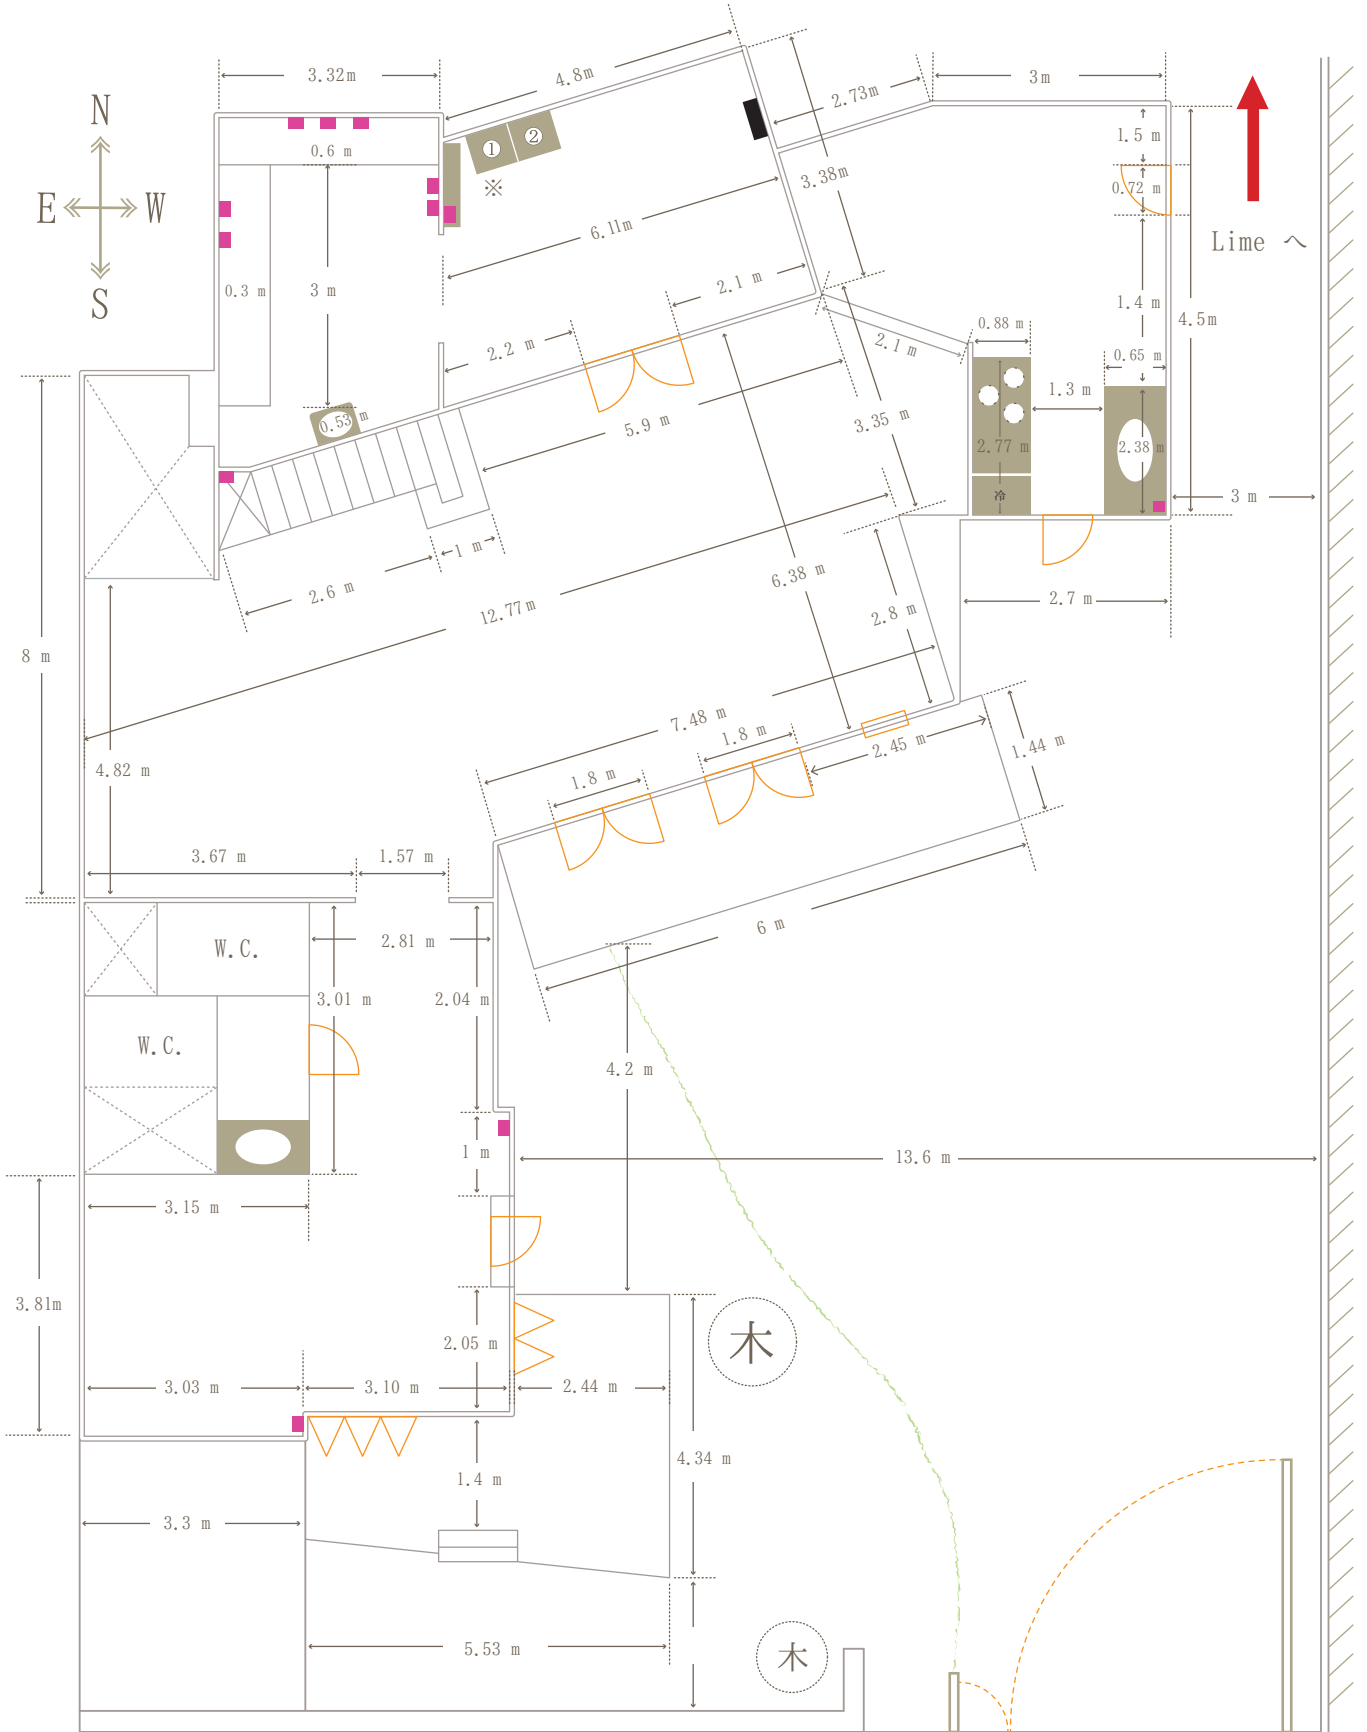 3.32m
4.8m
2.73m
3m
N
E
W
S
0.6 m
①
②
※
1.5 m
0.72 m
3.38m
6.11m
Lime へ
0.3 m
3 m
2.1 m
1.4 m
4.5m
2.2 m
2.1 m
0.88 m
0.65 m
0.53 m
5.9 m
3.35 m
1.3 m
2.77 m
2.38 m
冷
3 m
1 m
2.6 m
12.77m
6.38 m
2.8 m
2.7 m
8 m
7.48 m
1.8 m
2.45 m
1.44 m
4.82 m
1.8 m
3.67 m
1.57 m
6 m
W.C.
2.81 m
3.01 m
2.04 m
W.C.
4.2 m
1 m
13.6 m
3.15 m
3.81m
2.05 m
木
3.03 m
3.10 m
2.44 m
1.4 m
4.34 m
3.3 m
5.53 m
木